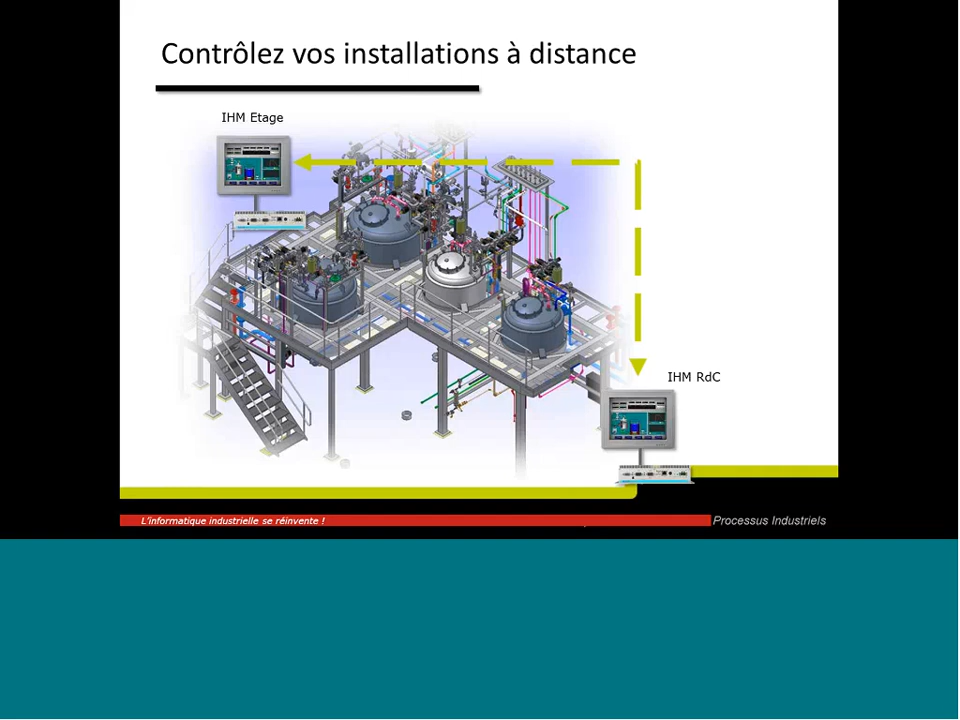 Contrôlez vos installations à distance
IHM Etage
IHM RdC
L'informatique industrielle se réinvente !
Processus Industriels